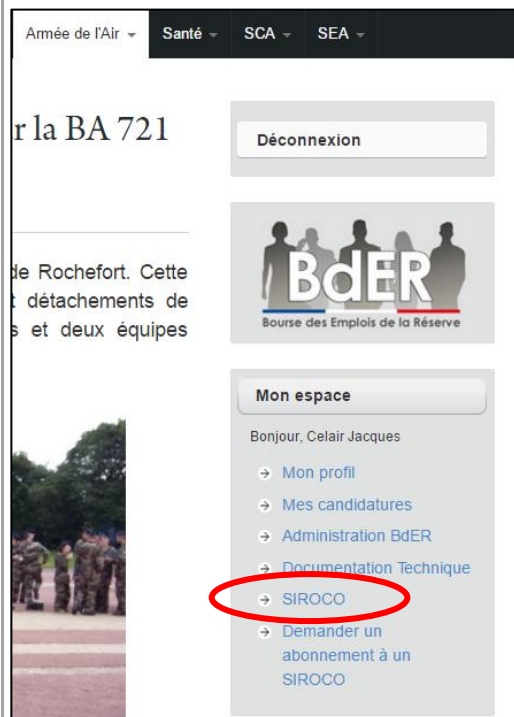 Armée de l'Air Santé SCA SEA
r la BA 721
Déconnexion
de Rochefort. Cette
détachements de
s et deux équipes
BdER
Bourse des Emplois de la Réserve
Mon espace
Bonjour, Celair Jacques
Mon profil
Mes candidatures
Administration BdER
Documentation Technique
SIROCO
Demander un
abonnement à un
SIROCO